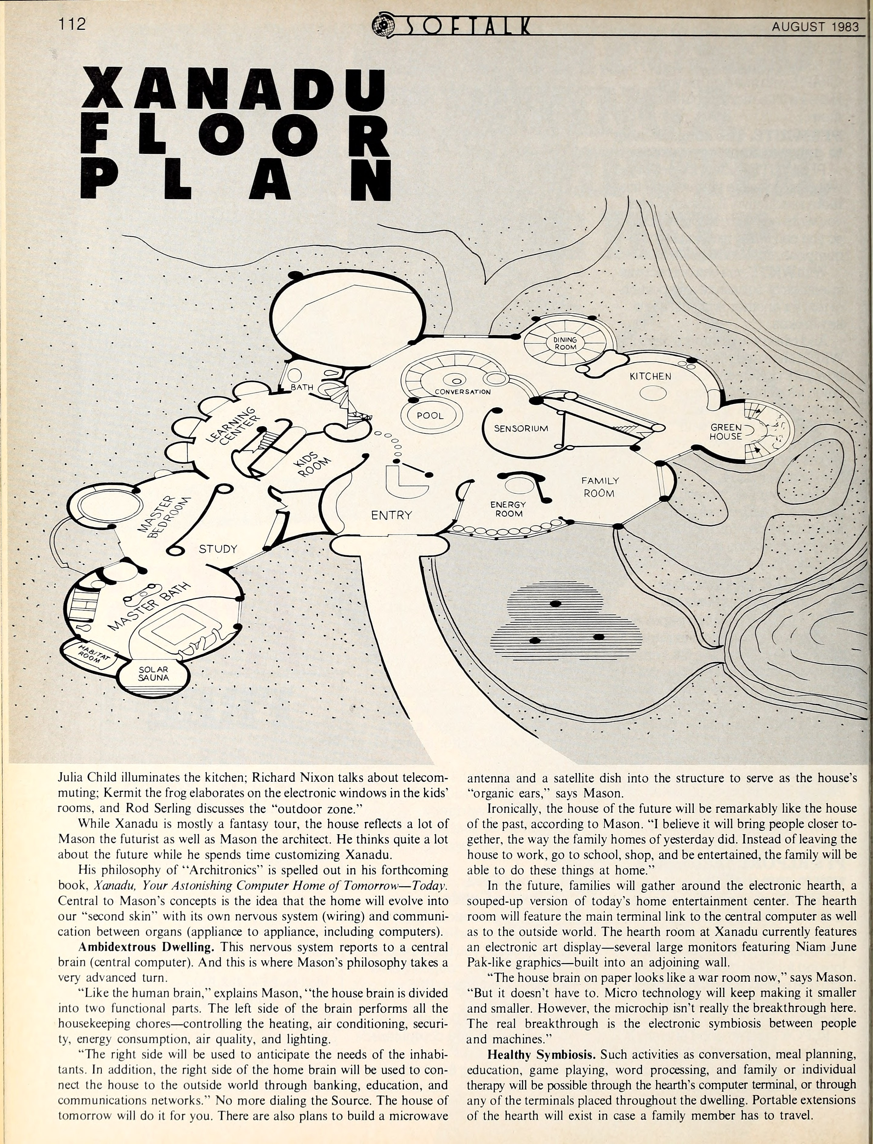 112
SOFTALK
AUGUST 1983
XANADU
FLOOR
PLAN
DINING
ROOM
KITCHEN
BATH
CONVERSATION
POOL
SENSORIUM
GREEN
HOUSE
LEARNING
CENTER
KIDS
ROOM
FAMILY
ROOM
ENERGY
ROOM
ENTRY
MASTER
BEDROOM
STUDY
MASTER BATH
HABITAT
ROOM
SOLAR
SAUNA
Julia Child illuminates the kitchen; Richard Nixon talks about telecom-
muting; Kermit the frog elaborates on the electronic windows in the kids'
rooms, and Rod Serling discusses the "outdoor zone."
While Xanadu is mostly a fantasy tour, the house reflects a lot of
Mason the futurist as well as Mason the architect. He thinks quite a lot
about the future while he spends time customizing Xanadu.
His philosophy of "Architronics" is spelled out in his forthcoming
book, Xanadu, Your Astonishing Computer Home of Tomorrow—Today.
Central to Mason's concepts is the idea that the home will evolve into
our "second skin" with its own nervous system (wiring) and communi-
cation between organs (appliance to appliance, including computers).
Ambidextrous Dwelling. This nervous system reports to a central
brain (central computer). And this is where Mason's philosophy takes a
very advanced turn.
"Like the human brain," explains Mason, "the house brain is divided
into two functional parts. The left side of the brain performs all the
housekeeping chores—controlling the heating, air conditioning, securi-
ty, energy consumption, air quality, and lighting.
"The right side will be used to anticipate the needs of the inhabi-
tants. In addition, the right side of the home brain will be used to con-
nect the house to the outside world through banking, education, and
communications networks." No more dialing the Source. The house of
tomorrow will do it for you. There are also plans to build a microwave
antenna and a satellite dish into the structure to serve as the house's
"organic ears," says Mason.
Ironically, the house of the future will be remarkably like the house
of the past, according to Mason. "I believe it will bring people closer to-
gether, the way the family homes of yesterday did. Instead of leaving the
house to work, go to school, shop, and be entertained, the family will be
able to do these things at home."
In the future, families will gather around the electronic hearth, a
souped-up version of today's home entertainment center. The hearth
room will feature the main terminal link to the central computer as well
as to the outside world. The hearth room at Xanadu currently features
an electronic art display—several large monitors featuring Niam June
Pak-like graphics—built into an adjoining wall.
"The house brain on paper looks like a war room now," says Mason.
"But it doesn't have to. Micro technology will keep making it smaller
and smaller. However, the microchip isn't really the breakthrough here.
The real breakthrough is the electronic symbiosis between people
and machines."
Healthy Symbiosis. Such activities as conversation, meal planning,
education, game playing, word processing, and family or individual
therapy will be possible through the hearth's computer terminal, or through
any of the terminals placed throughout the dwelling. Portable extensions
of the hearth will exist in case a family member has to travel.